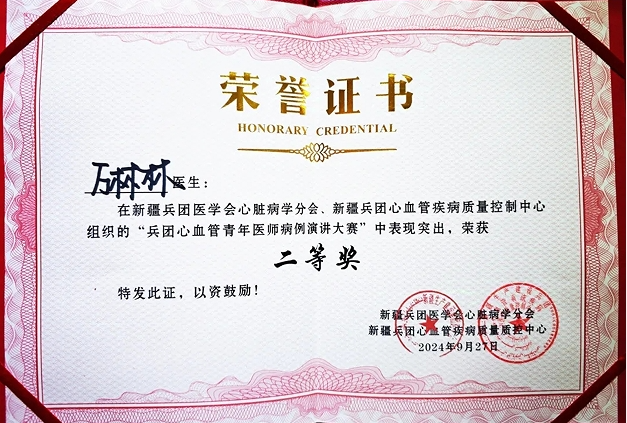 荣誉证书
HONORARY CREDENTIAL
万林林医生：
在新疆兵团医学会心脏病学分会、新疆兵团心血管疾病质量控制中心
组织的“兵团心血管青年医师病例演讲大赛”中表现突出，荣获
二等奖
特发此证，以资鼓励！
新疆兵团医学会心脏病学分会
新疆兵团心血管疾病质量质控中心
2024年9月27日